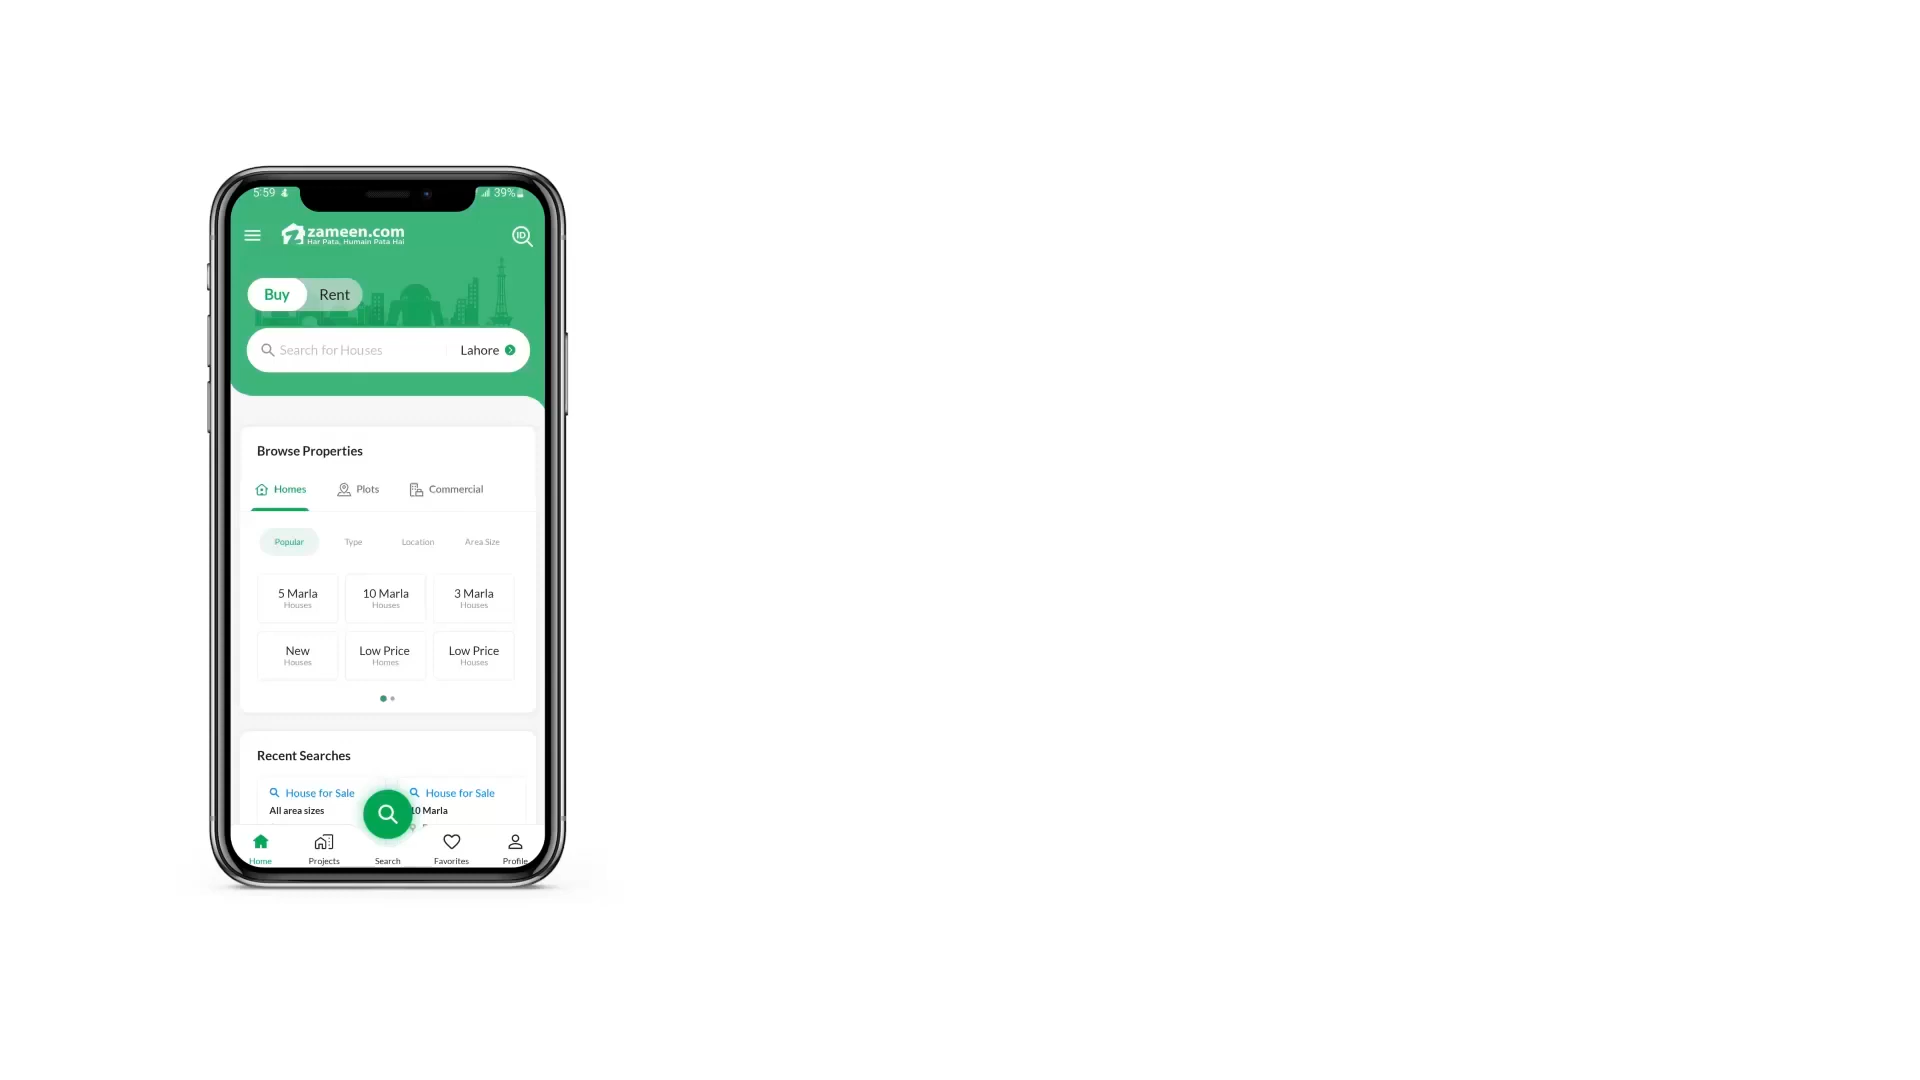 5:59
39%
zameen.com
Har Pata, Humain Pata Hai
ID
Buy Rent
Search for Houses Lahore
Browse Properties
Homes Plots Commercial
Popular Type Location Area Size
5 Marla 10 Marla 3 Marla
Houses Houses Houses
New Low Price Low Price
Houses Homes Houses
Recent Searches
House for Sale House for Sale
All area sizes 10 Marla
Home Projects Search Favorites Profile